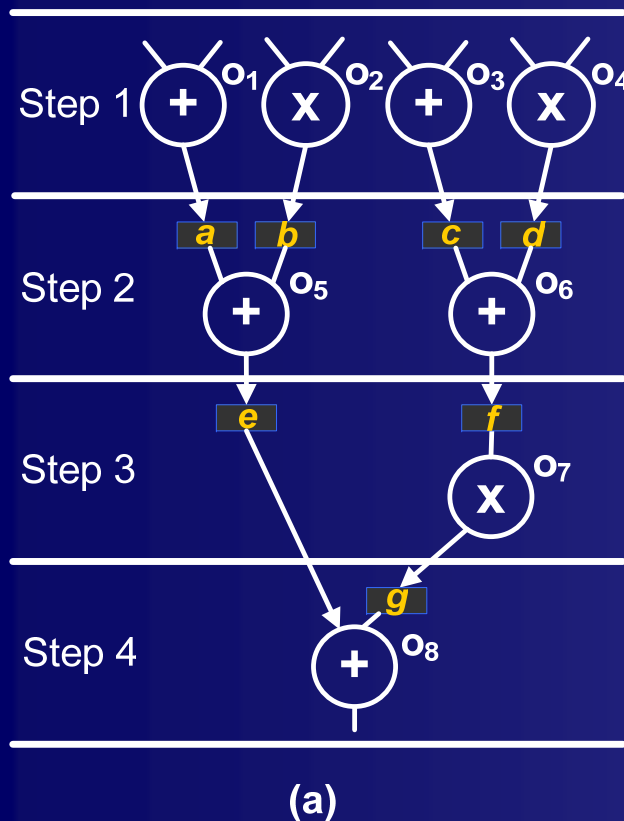 Step 1 + o₁ x o₂ + o₃ x o₄
a b c d
Step 2 + o₅ + o₆
e f
Step 3 x o₇
g
Step 4 + o₈
(a)